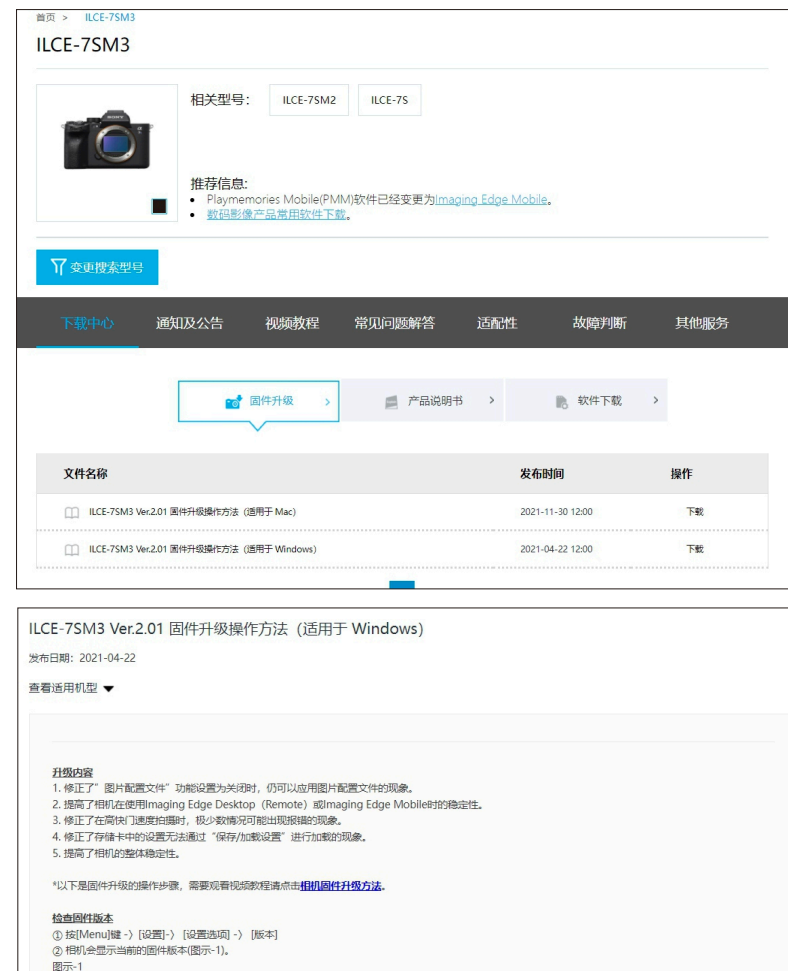 首页 > ILCE-7SM3
ILCE-7SM3
相关型号： ILCE-7SM2 ILCE-7S
SONY
推荐信息:
• Playmemories Mobile(PMM)软件已经变更为Imaging Edge Mobile。
• 数码影像产品常用软件下载。
变更搜索型号
下载中心 通知及公告 视频教程 常见问题解答 适配性 故障判断 其他服务
固件升级 > 产品说明书 > 软件下载 >
文件名称 发布时间 操作
ILCE-7SM3 Ver.2.01 固件升级操作方法（适用于 Mac） 2021-11-30 12:00 下载
ILCE-7SM3 Ver.2.01 固件升级操作方法（适用于 Windows） 2021-04-22 12:00 下载
ILCE-7SM3 Ver.2.01 固件升级操作方法（适用于 Windows）
发布日期：2021-04-22
查看适用机型
升级内容
1. 修正了”图片配置文件”功能设置为关闭时，仍可以应用图片配置文件的现象。
2. 提高了相机在使用Imaging Edge Desktop（Remote）或Imaging Edge Mobile时的稳定性。
3. 修正了在高快门速度拍摄时，极少数情况可能出现报错的现象。
4. 修正了存储卡中的设置无法通过“保存/加载设置”进行加载的现象。
5. 提高了相机的整体稳定性。
*以下是固件升级的操作步骤，需要观看视频教程请点击相机固件升级方法。
检查固件版本
① 按[Menu]键 -〉[设置]-〉 [设置选项] -〉 [版本]
② 相机会显示当前的固件版本(图示-1)。
图示-1